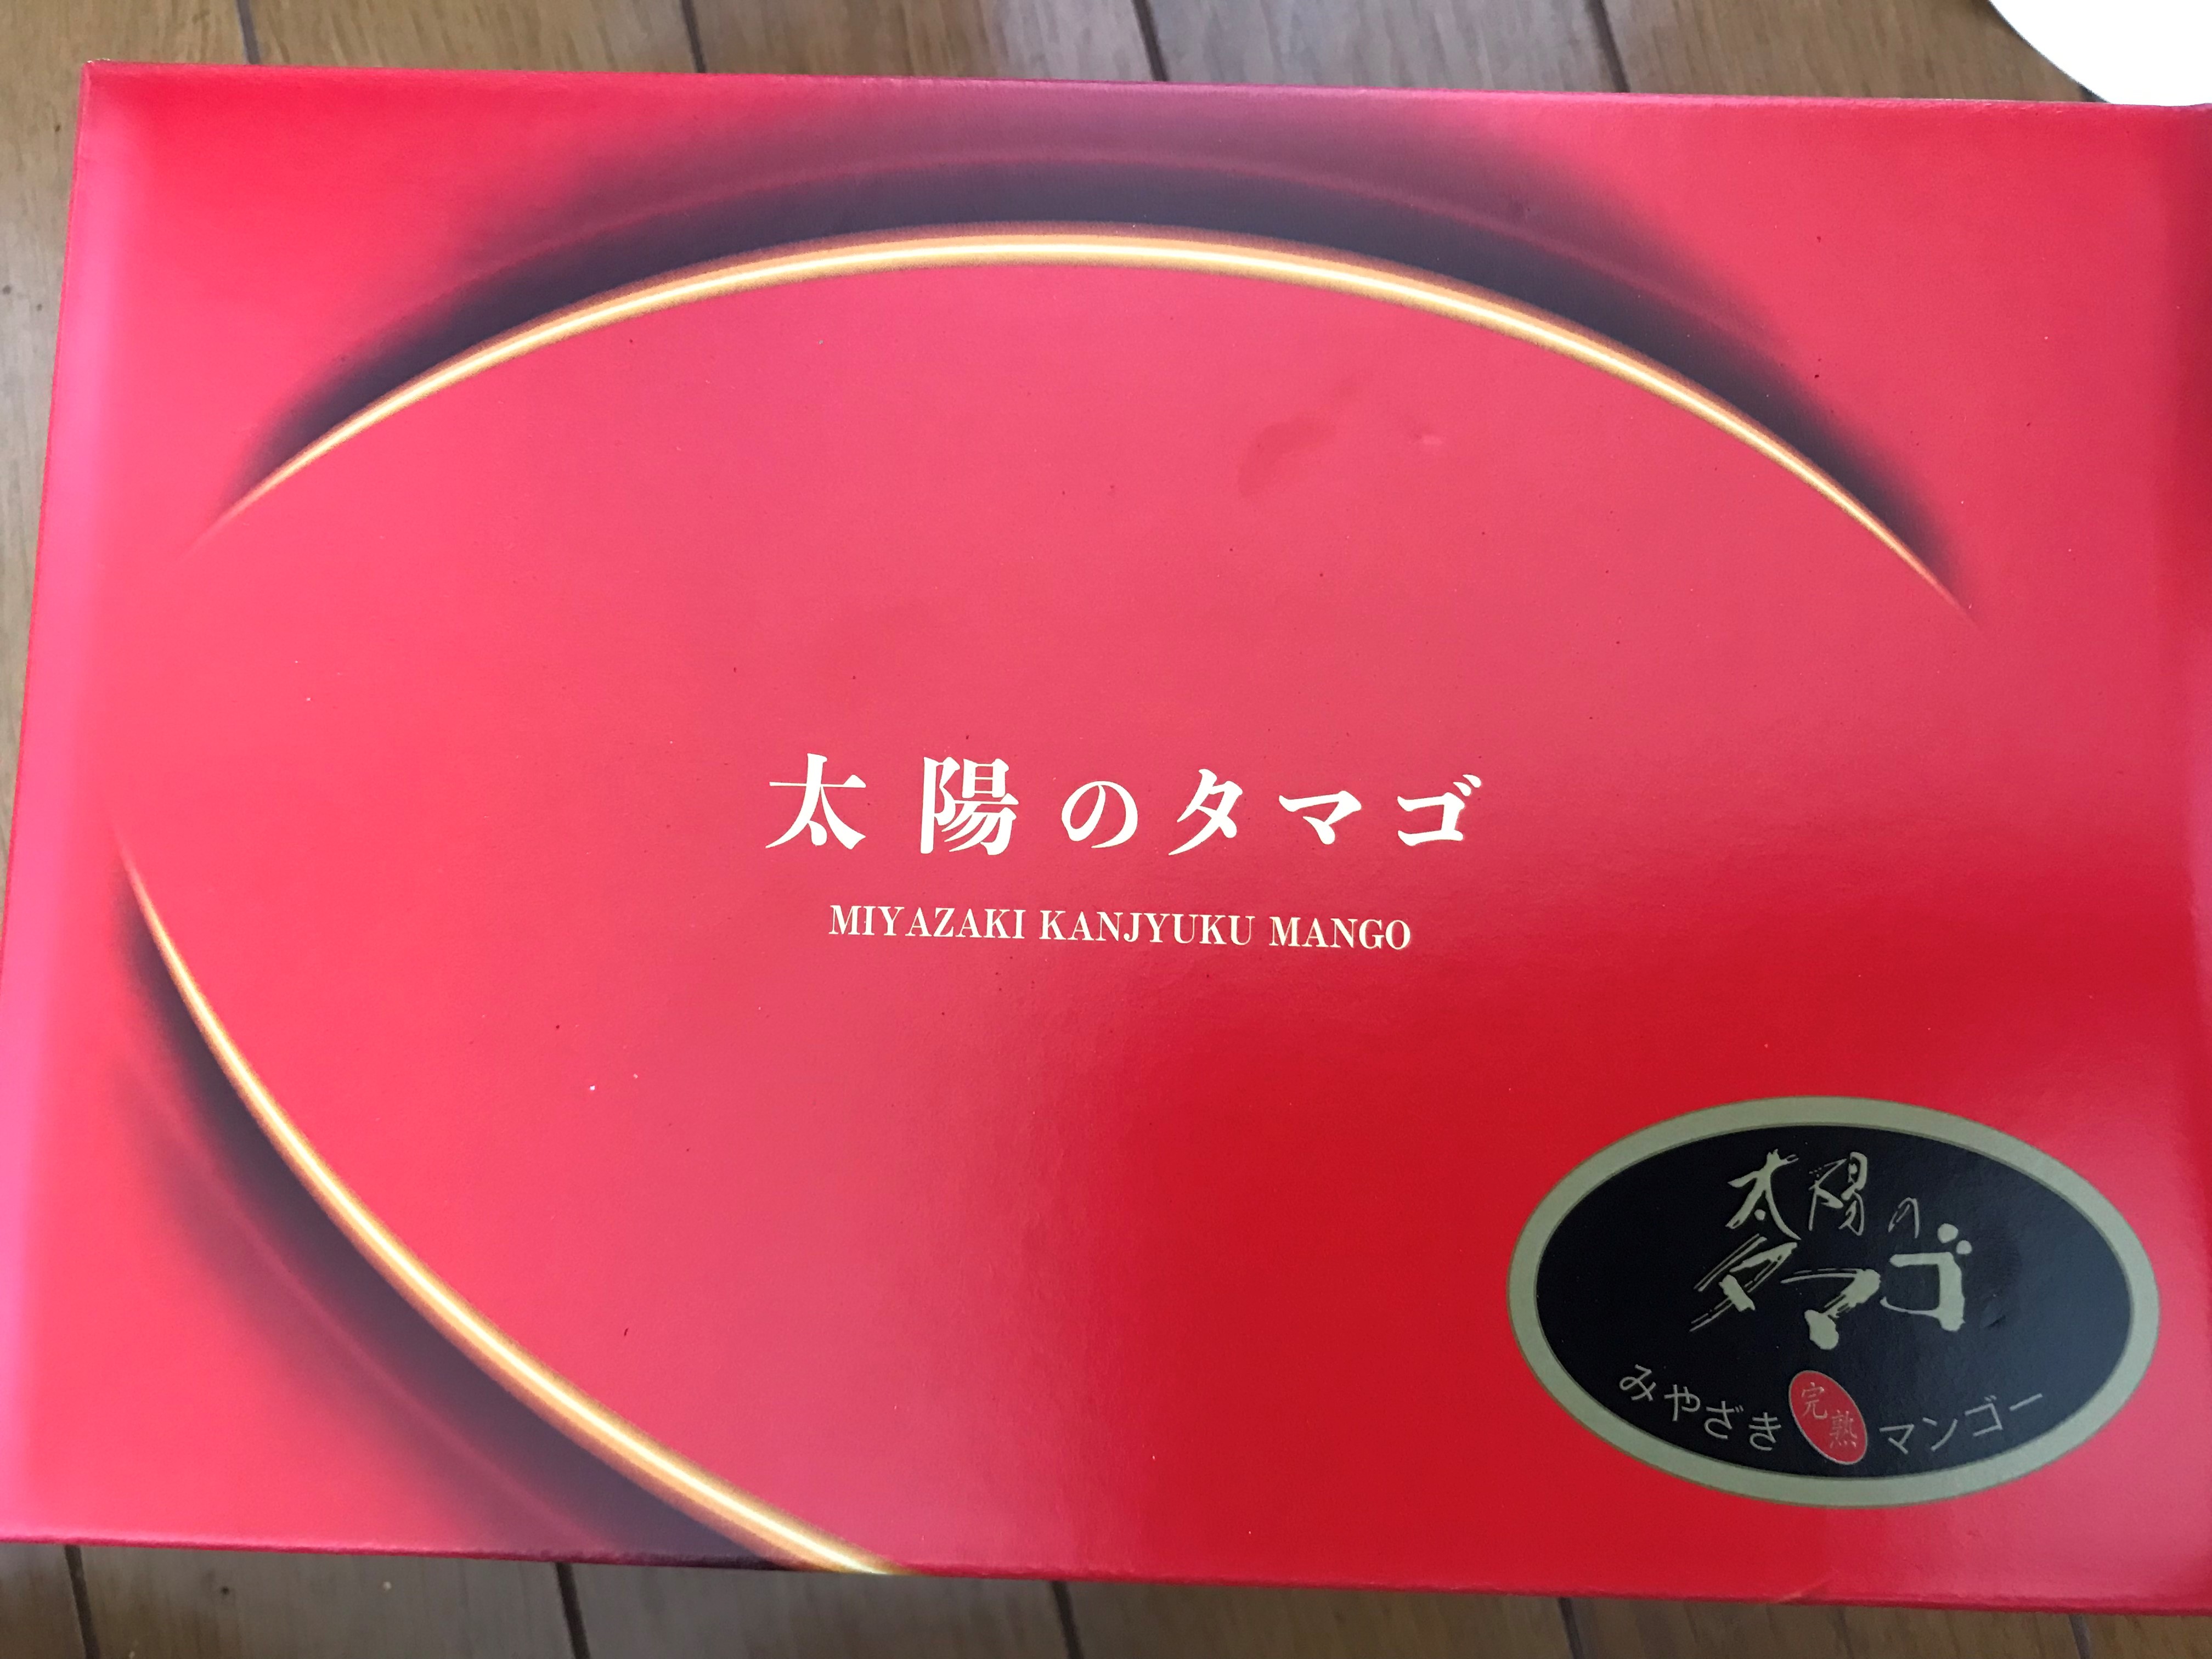 太陽のタマゴ
MIYAZAKI KANJYUKU MANGO
太陽の
タマゴ
みやざき完熟マンゴー